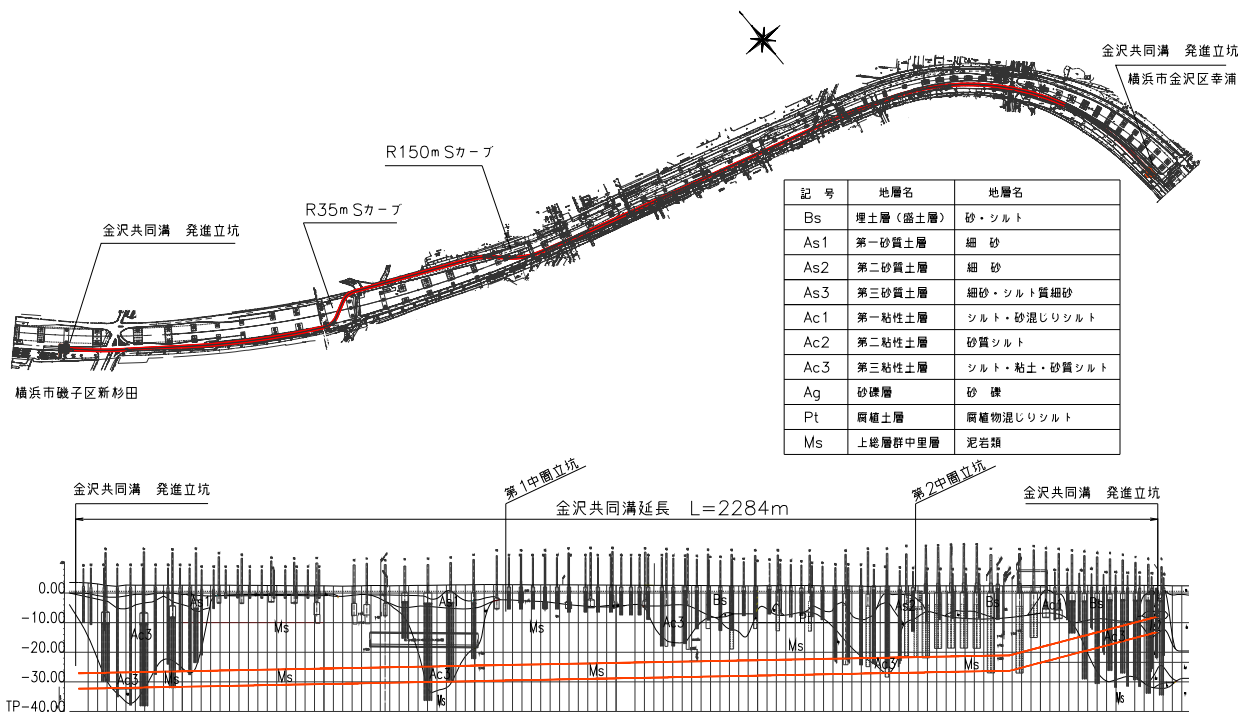 金沢共同溝　発進立坑
横浜市金沢区幸浦
R150m Sカーブ
R35m Sカーブ
金沢共同溝　発進立坑
横浜市磯子区新杉田
記　号　地層名　地層名
Bs　埋土層（盛土層）　砂・シルト
As1　第一砂質土層　細　砂
As2　第二砂質土層　細　砂
As3　第三砂質土層　細砂・シルト質細砂
Ac1　第一粘性土層　シルト・砂混じりシルト
Ac2　第二粘性土層　砂質シルト
Ac3　第三粘性土層　シルト・粘土・砂質シルト
Ag　砂礫層　砂　礫
Pt　腐植土層　腐植物混じりシルト
Ms　上総層群中里層　泥岩類
金沢共同溝　発進立坑
第1中間立坑
第2中間立坑
金沢共同溝　発進立坑
金沢共同溝延長　L=2284m
0.00
-10.00
-20.00
-30.00
TP-40.00
Bs
As2
Bs
Ac1
Bs
Ac3
Ms
Ms
Ac3
Ms
Ac3
Ac3
Ms
Ms
Ms
Ms
Ac3
Ms
Ms
Ms